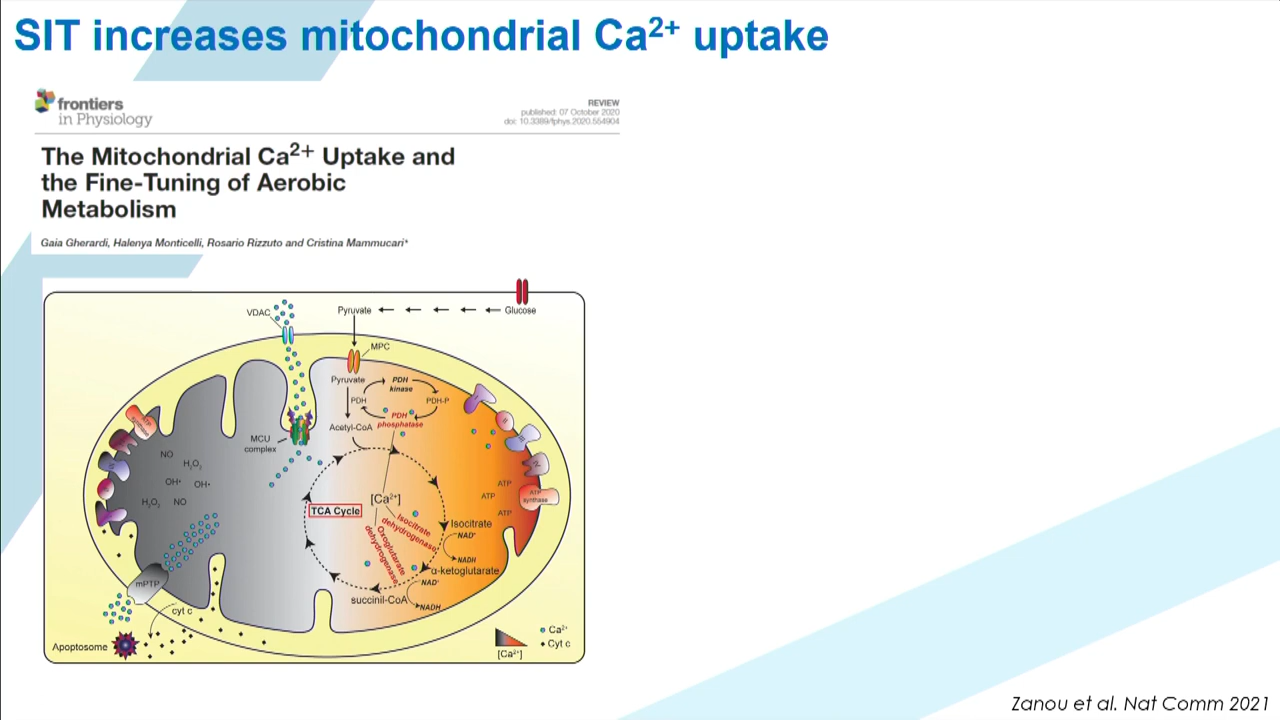 SIT increases mitochondrial Ca²⁺ uptake
frontiers
in Physiology
REVIEW
published: 07 October 2020
doi: 10.3389/fphys.2020.554904
The Mitochondrial Ca²⁺ Uptake and
the Fine-Tuning of Aerobic
Metabolism
Gaia Gherardi, Halenya Monticelli, Rosario Rizzuto and Cristina Mammucari*
VDAC
Pyruvate
Glucose
MPC
Pyruvate
PDH
kinase
PDH
PDH-P
PDH
phosphatase
Acetyl-CoA
MCU
complex
ATP
synthase
NO
H₂O₂
OH•
OH•
H₂O₂
NO
[Ca²⁺]
TCA Cycle
Isocitrate
dehydrogenase
Oxoglutarate
dehydrogenase
ATP
ATP
ATP
ATP
synthase
Isocitrate
NAD⁺
NADH
α-ketoglutarate
NAD⁺
NADH
succinil-CoA
mPTP
cyt c
Apoptosome
Ca²⁺
Cyt c
[Ca²⁺]
Zanou et al. Nat Comm 2021